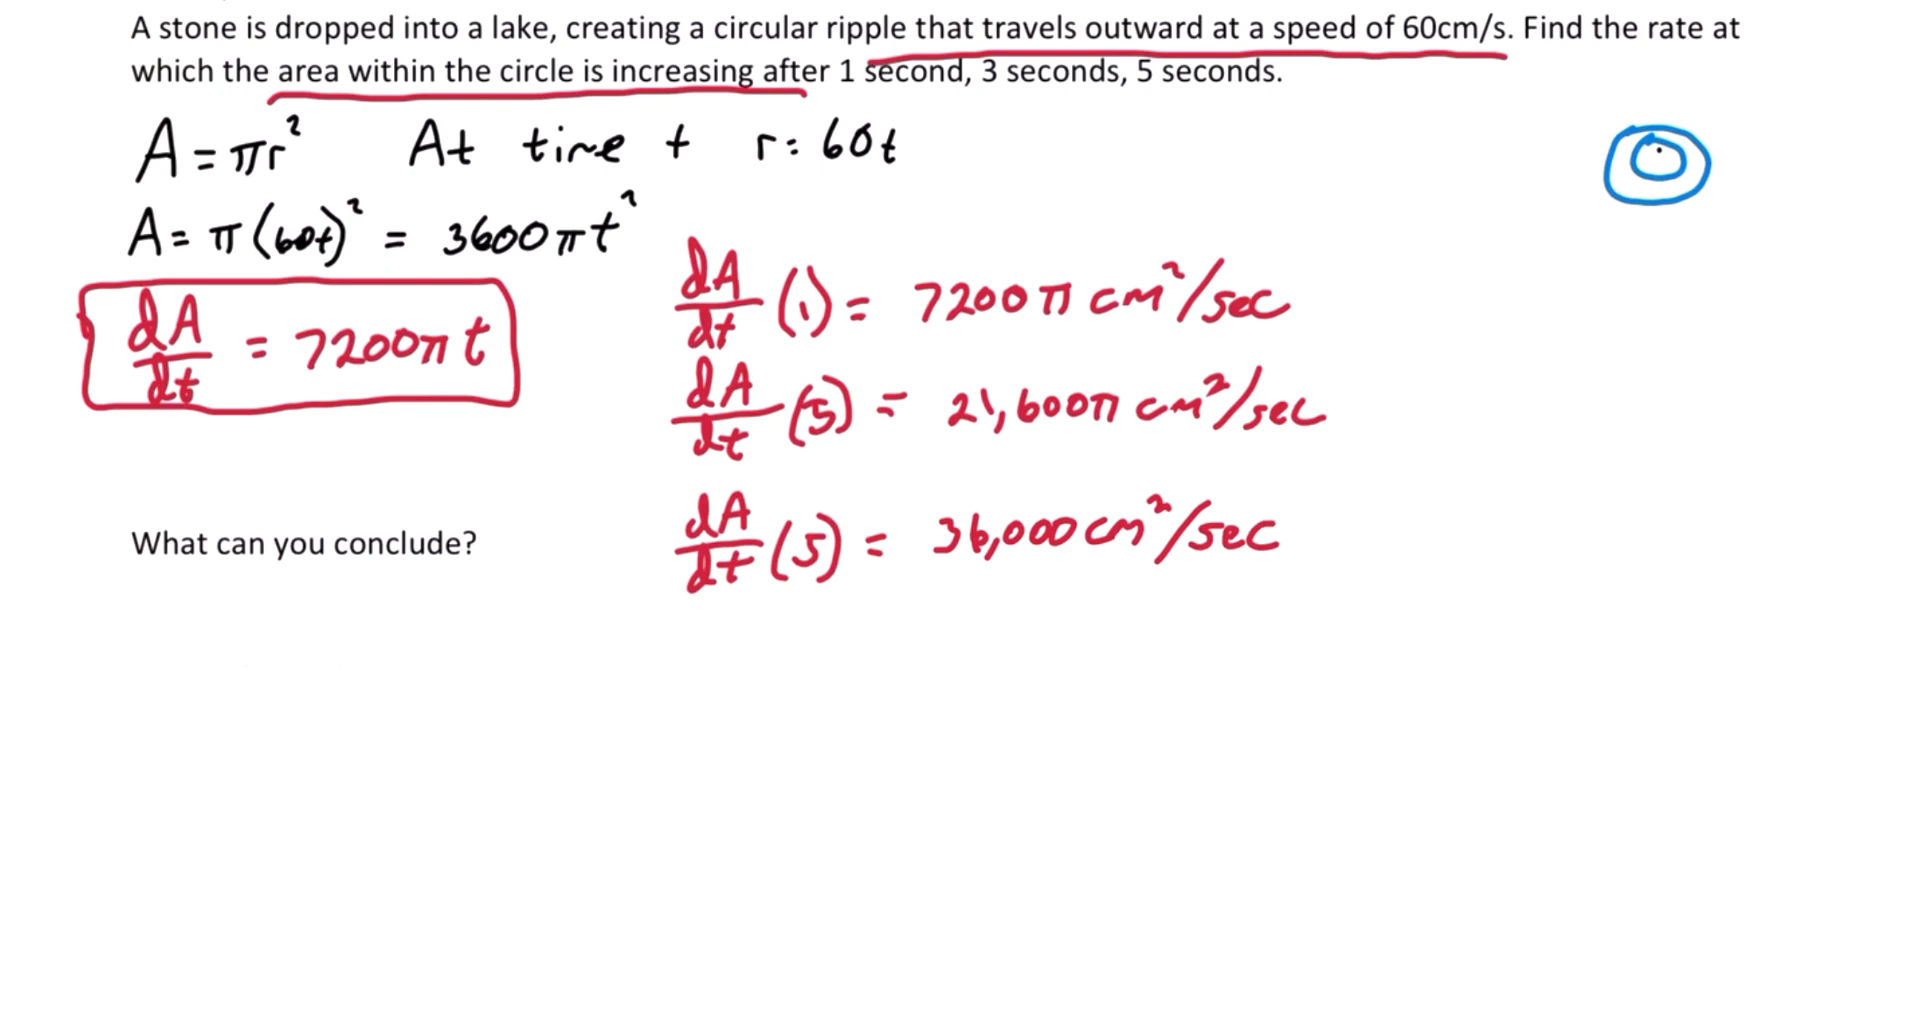 A stone is dropped into a lake, creating a circular ripple that travels outward at a speed of 60cm/s. Find the rate at
which the area within the circle is increasing after 1 second, 3 seconds, 5 seconds.
A = πr² At time t r = 60t
A = π(60t)² = 3600πt²
dA/dt = 7200πt
dA/dt (1) = 7200π cm²/sec
dA/dt (5) = 21,600π cm²/sec
dA/dt (5) = 36,000 cm²/sec
What can you conclude?